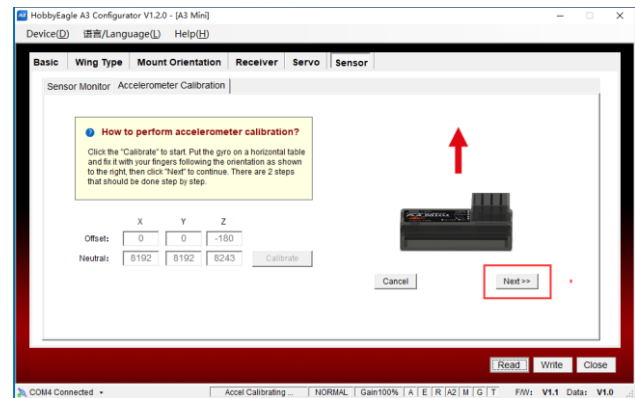 HobbyEagle A3 Configurator V1.2.0 - [A3 Mini]
Device(D) 语言/Language(L) Help(H)
Basic Wing Type Mount Orientation Receiver Servo Sensor
Sensor Monitor Accelerometer Calibration
How to perform accelerometer calibration?
Click the "Calibrate" to start. Put the gyro on a horizontal table
and fix it with your fingers following the orientation as shown
to the right, then click "Next" to continue. There are 2 steps
that should be done step by step.
X Y Z
Offset: 0 0 -180
Neutral: 8192 8192 8243 Calibrate
Cancel Next >>
Read Write Close
COM4 Connected Accel Calibrating ... NORMAL Gain100% A E R A2 M G T F/W: V1.1 Data: V1.0